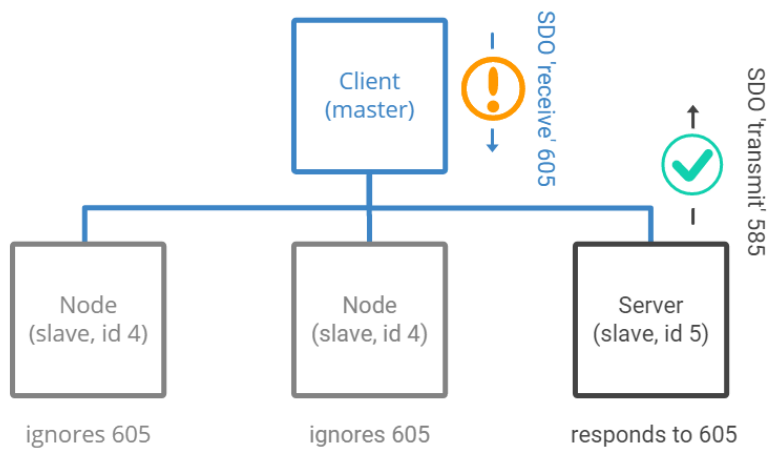 Client
(master)
SDO 'receive' 605
SDO 'transmit' 585
Node
(slave, id 4)
Node
(slave, id 4)
Server
(slave, id 5)
ignores 605
ignores 605
responds to 605